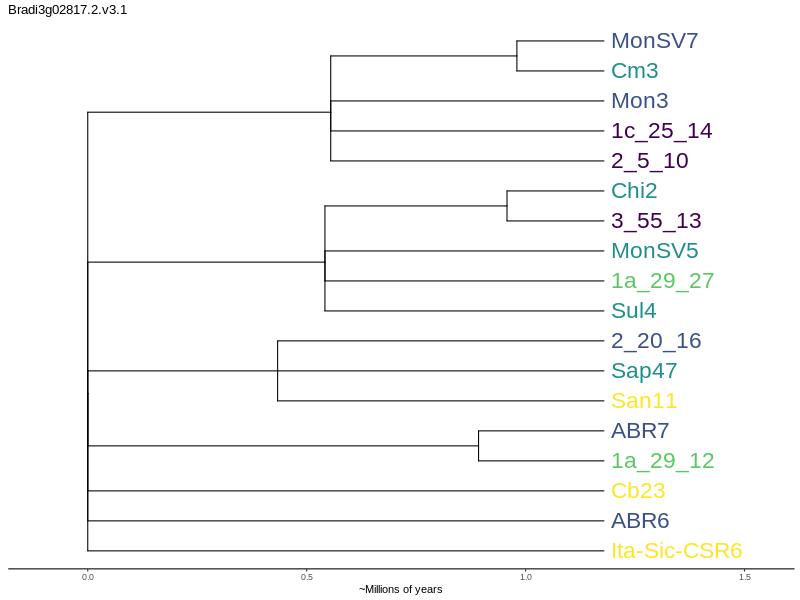 Bradi3g02817.2.v3.1
MonSV7
Cm3
Mon3
1c_25_14
2_5_10
Chi2
3_55_13
MonSV5
1a_29_27
Sul4
2_20_16
Sap47
San11
ABR7
1a_29_12
Cb23
ABR6
Ita-Sic-CSR6
0.0 0.5 1.0 1.5
~Millions of years